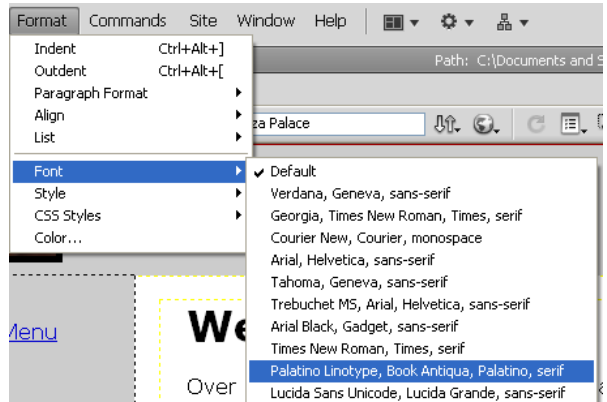 Format Commands Site Window Help
Indent Ctrl+Alt+]
Outdent Ctrl+Alt+[
Path: C:\Documents and S
Paragraph Format
Align
za Palace
List
Font
Default
Style
Verdana, Geneva, sans-serif
CSS Styles
Georgia, Times New Roman, Times, serif
Color...
Courier New, Courier, monospace
Arial, Helvetica, sans-serif
Tahoma, Geneva, sans-serif
Trebuchet MS, Arial, Helvetica, sans-serif
Menu
We
Arial Black, Gadget, sans-serif
Times New Roman, Times, serif
Palatino Linotype, Book Antiqua, Palatino, serif
Over
Lucida Sans Unicode, Lucida Grande, sans-serif